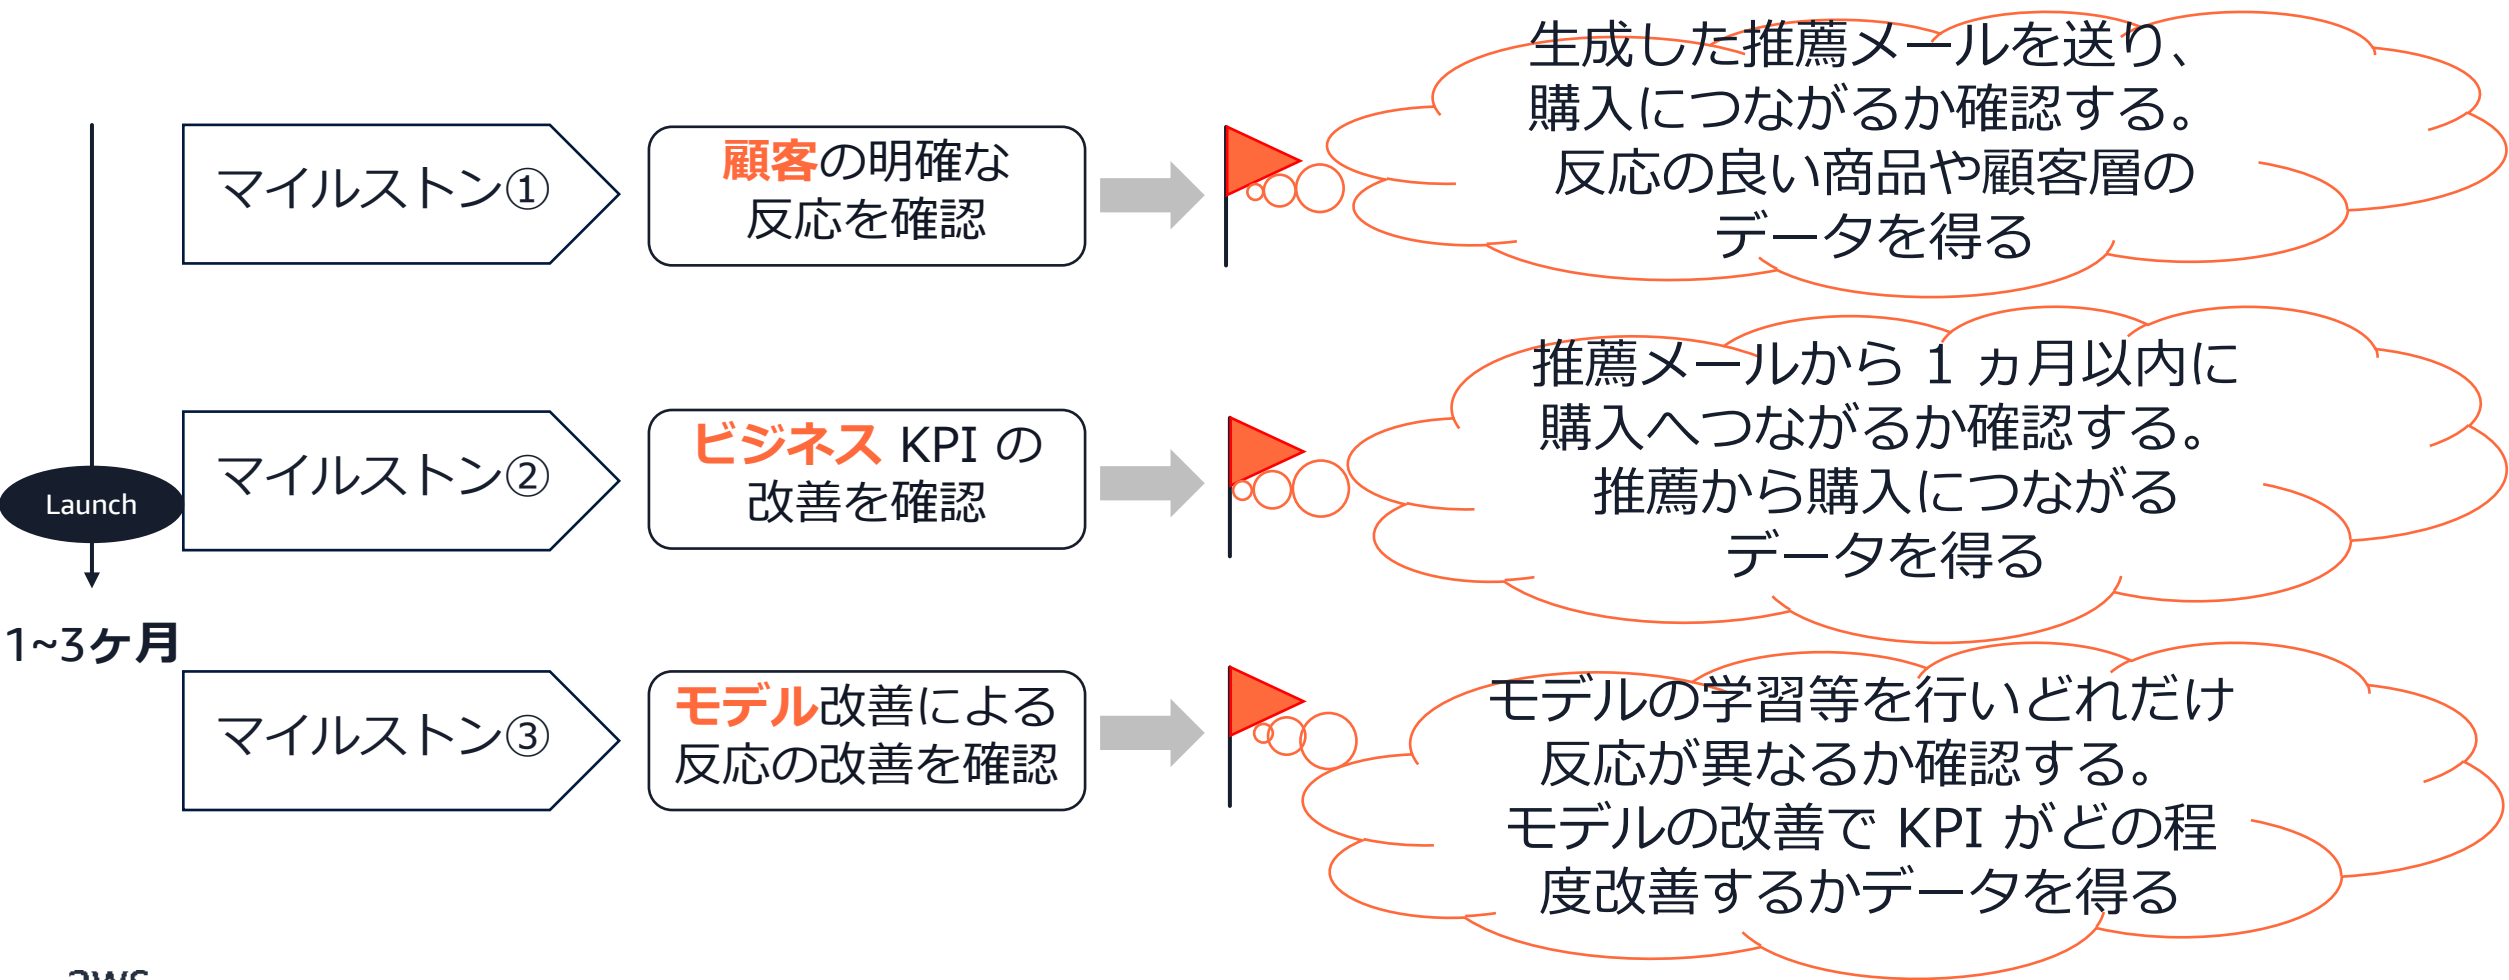 マイルストン①
顧客の明確な
反応を確認
生成した推薦メールを送り、
購入につながるか確認する。
反応の良い商品や顧客層の
データを得る
Launch
1~3ヶ月
マイルストン②
ビジネス KPI の
改善を確認
推薦メールから 1 ヵ月以内に
購入へつながるか確認する。
推薦から購入につながる
データを得る
マイルストン③
モデル改善による
反応の改善を確認
モデルの学習等を行いどれだけ
反応が異なるか確認する。
モデルの改善で KPI がどの程
度改善するかデータを得る
aws